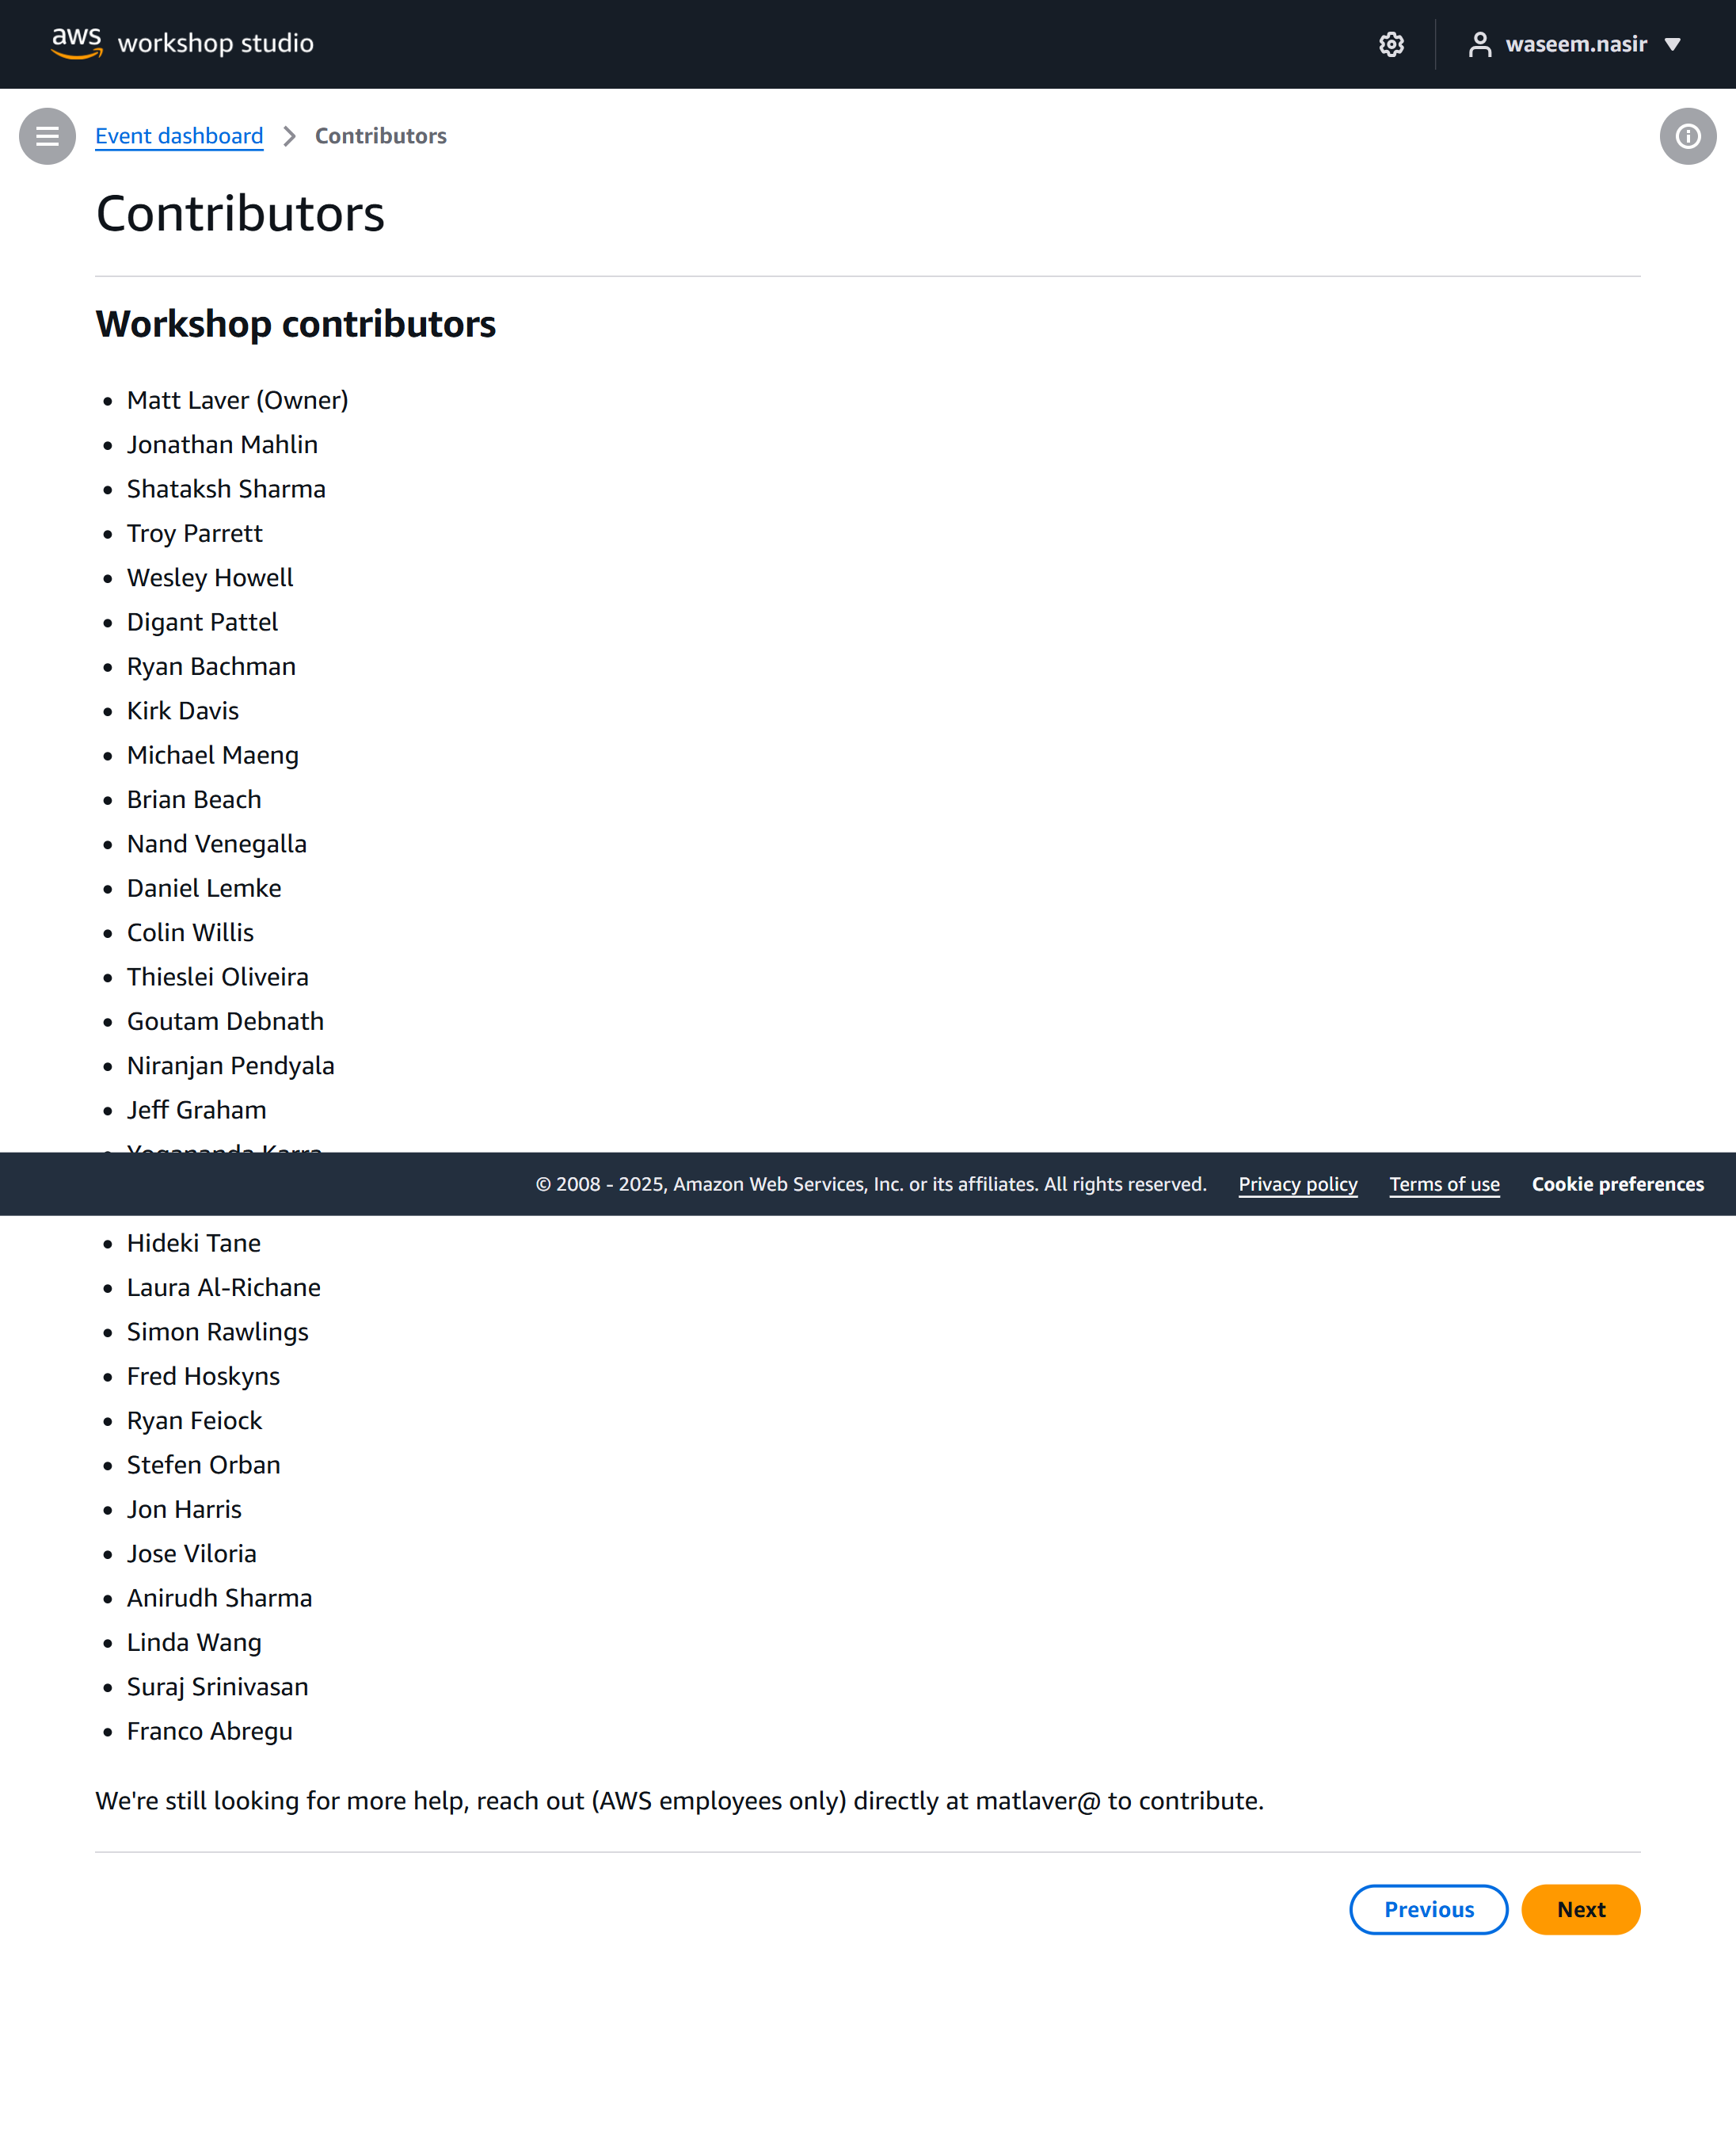 aws workshop studio
waseem.nasir
Event dashboard > Contributors
Contributors
Workshop contributors
• Matt Laver (Owner)
• Jonathan Mahlin
• Shataksh Sharma
• Troy Parrett
• Wesley Howell
• Digant Pattel
• Ryan Bachman
• Kirk Davis
• Michael Maeng
• Brian Beach
• Nand Venegalla
• Daniel Lemke
• Colin Willis
• Thieslei Oliveira
• Goutam Debnath
• Niranjan Pendyala
• Jeff Graham
• Yogananda Karra
© 2008 - 2025, Amazon Web Services, Inc. or its affiliates. All rights reserved. Privacy policy Terms of use Cookie preferences
• Hideki Tane
• Laura Al-Richane
• Simon Rawlings
• Fred Hoskyns
• Ryan Feiock
• Stefen Orban
• Jon Harris
• Jose Viloria
• Anirudh Sharma
• Linda Wang
• Suraj Srinivasan
• Franco Abregu
We're still looking for more help, reach out (AWS employees only) directly at matlaver@ to contribute.
Previous Next